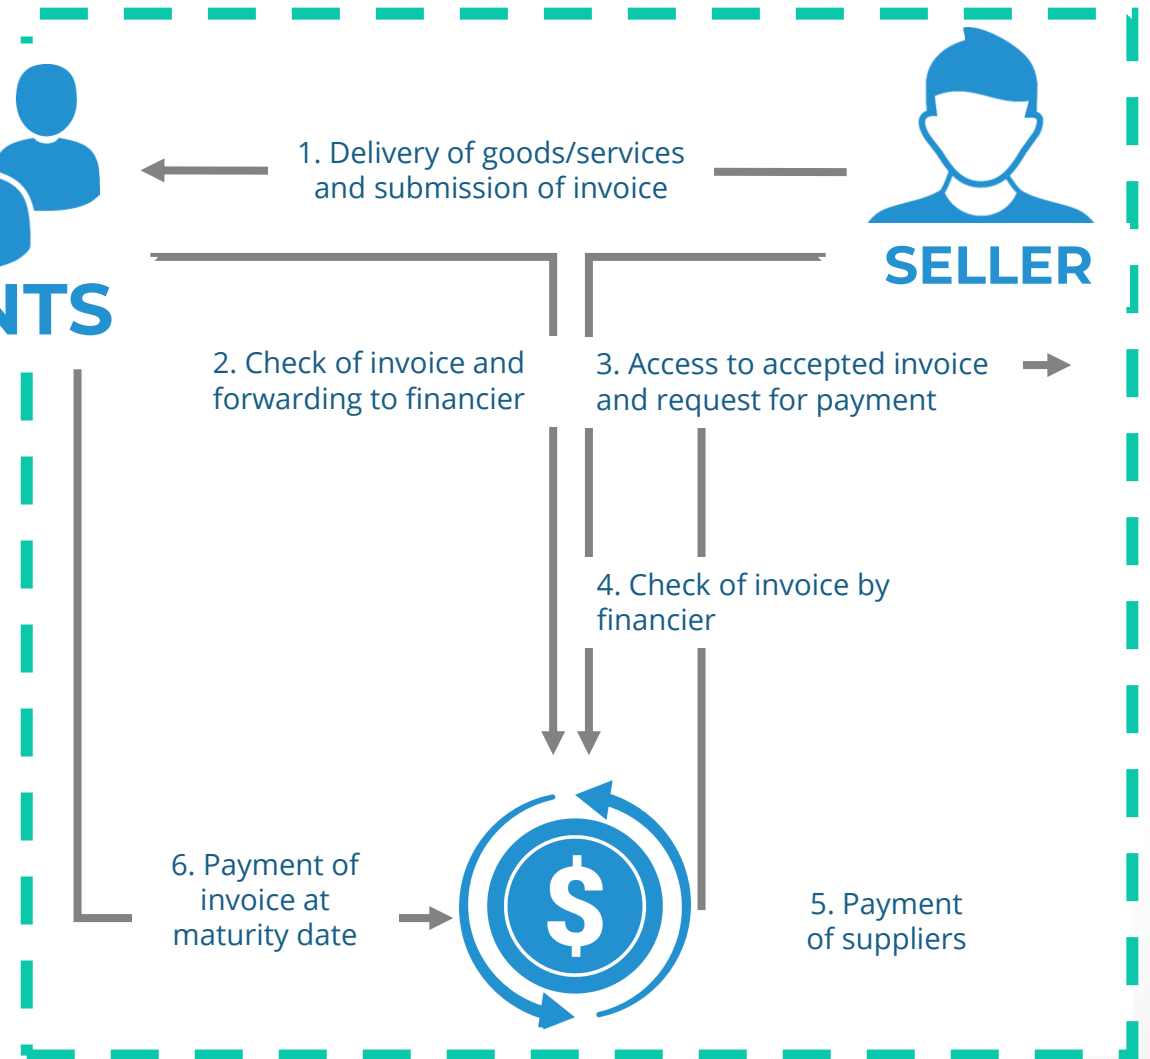 1. Delivery of goods/services
and submission of invoice
SELLER
NTS
2. Check of invoice and
forwarding to financier
3. Access to accepted invoice
and request for payment
4. Check of invoice by
financier
6. Payment of
invoice at
maturity date
$
5. Payment
of suppliers